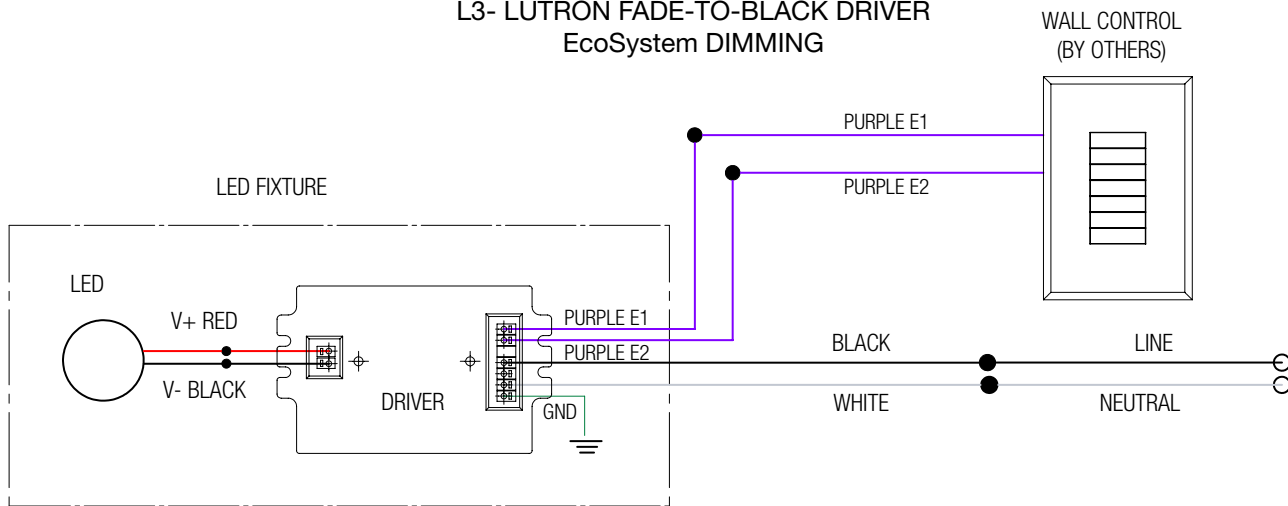 L3- LUTRON FADE-TO-BLACK DRIVER
EcoSystem DIMMING
WALL CONTROL
(BY OTHERS)
PURPLE E1
PURPLE E2
LED FIXTURE
LED
V+ RED
V- BLACK
DRIVER
PURPLE E1
PURPLE E2
GND
BLACK
LINE
WHITE
NEUTRAL